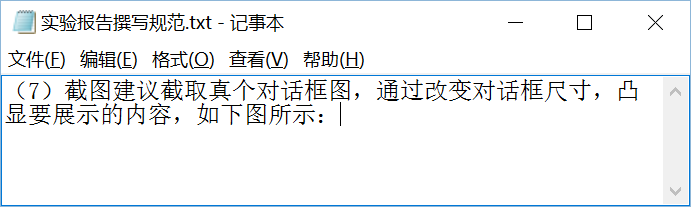 实验报告撰写规范.txt - 记事本
文件(F) 编辑(E) 格式(O) 查看(V) 帮助(H)
（7）截图建议截取真个对话框图，通过改变对话框尺寸，凸
显要展示的内容，如下图所示：